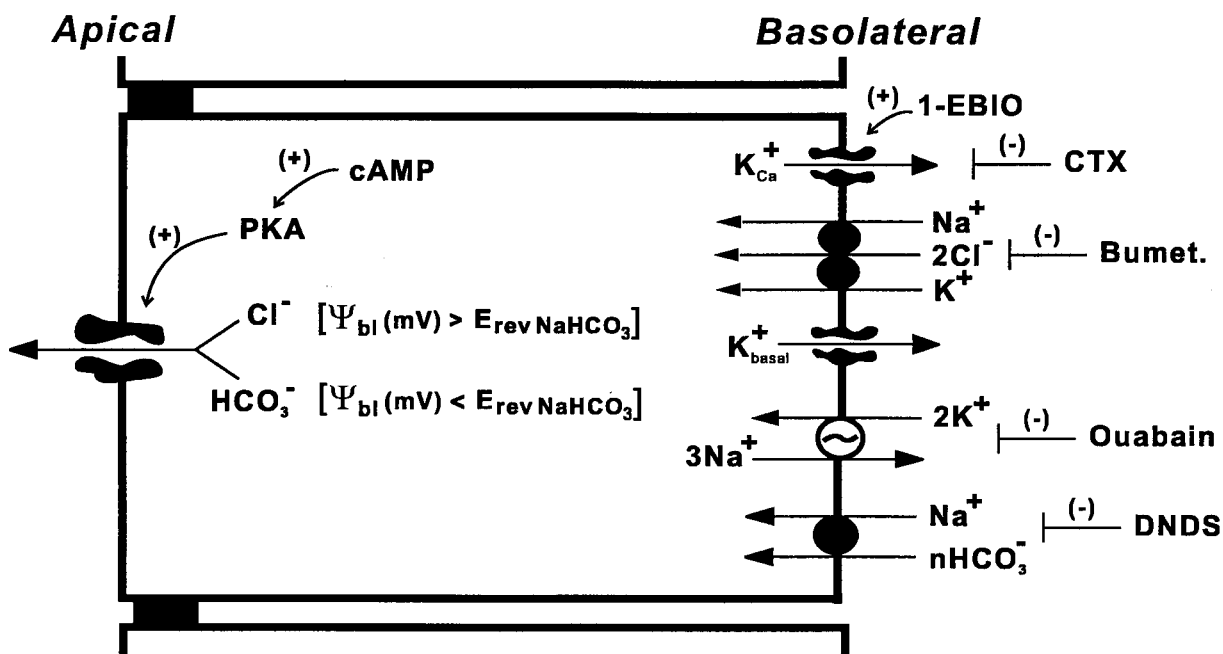 Apical
Basolateral
(+) 1-EBIO
K⁺Ca
(-)
CTX
(+) cAMP
(+) PKA
Na⁺
2Cl⁻
(-)
Bumet.
K⁺
Cl⁻ [Ψbl (mV) > Erev NaHCO₃]
K⁺basal
HCO₃⁻ [Ψbl (mV) < Erev NaHCO₃]
2K⁺
~
(-)
Ouabain
3Na⁺
Na⁺
(-)
DNDS
nHCO₃⁻